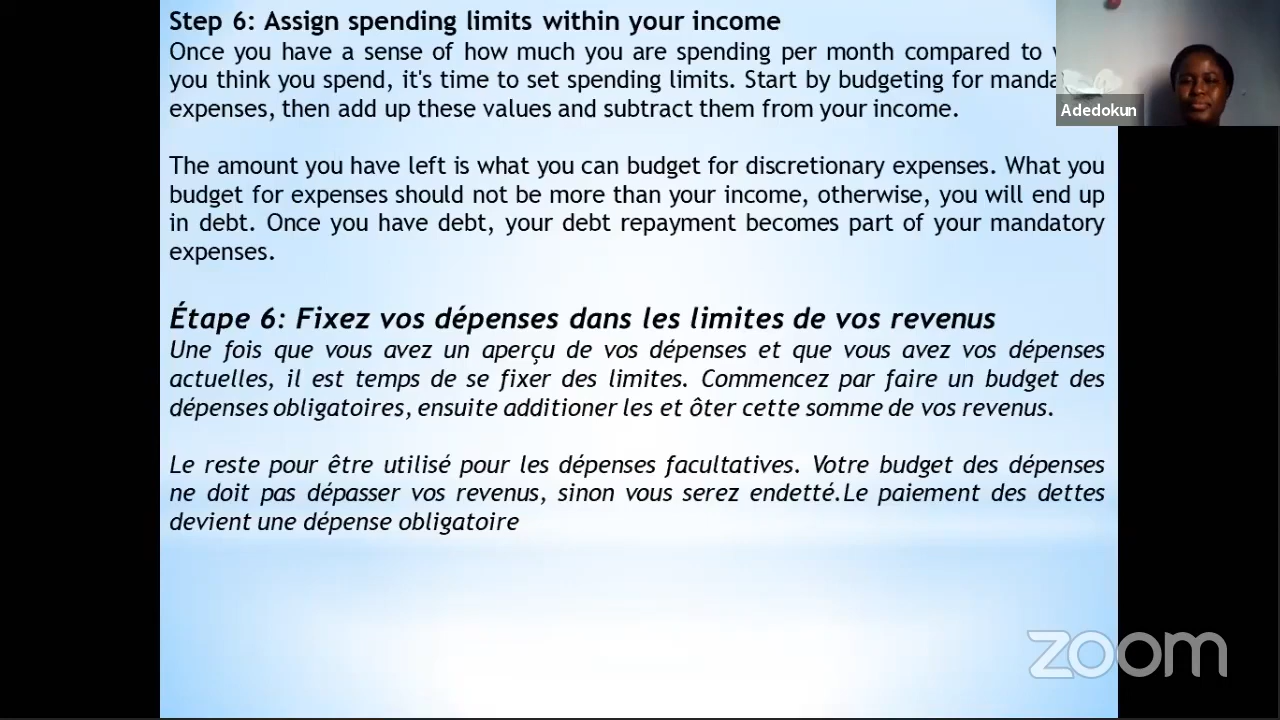 Step 6: Assign spending limits within your income
Once you have a sense of how much you are spending per month compared to
you think you spend, it's time to set spending limits. Start by budgeting for
expenses, then add up these values and subtract them from your income.
The amount you have left is what you can budget for discretionary expenses. What you
budget for expenses should not be more than your income, otherwise, you will end up
in debt. Once you have debt, your debt repayment becomes part of your mandatory
expenses.
Étape 6: Fixez vos dépenses dans les limites de vos revenus
Une fois que vous avez un aperçu de vos dépenses et que vous avez vos dépenses
actuelles, il est temps de se fixer des limites. Commencez par faire un budget des
dépenses obligatoires, ensuite additioner les et ôter cette somme de vos revenus.
Le reste pour être utilisé pour les dépenses facultatives. Votre budget des dépenses
ne doit pas dépasser vos revenus, sinon vous serez endetté.Le paiement des dettes
devient une dépense obligatoire
Adedokun
zoom